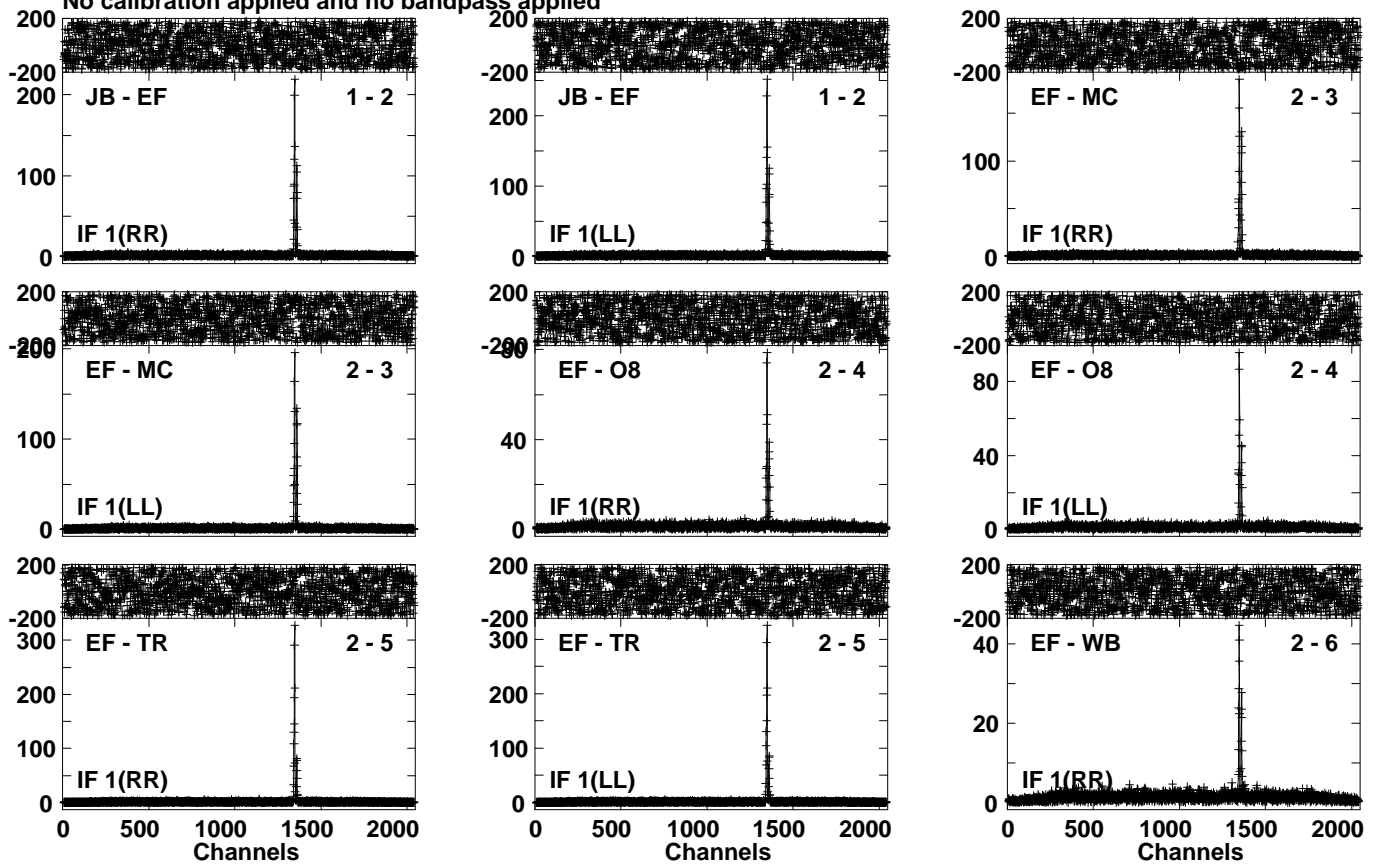 No calibration applied and no bandpass applied
200 200 200
-200 -200 -200
JB - EF 1 - 2 JB - EF 1 - 2 EF - MC 2 - 3
200 200
100 100 100
IF 1(RR) IF 1(LL) IF 1(RR)
0 0 0
200 200 200
-200 -200 -200
200 80
EF - MC 2 - 3 EF - O8 2 - 4 EF - O8 2 - 4
80
100 40 40
IF 1(LL) IF 1(RR) IF 1(LL)
0 0 0
200 200 200
-200 -200 -200
EF - TR 2 - 5 EF - TR 2 - 5 EF - WB 2 - 6
300 300 40
200 200 20
100 100
IF 1(RR) IF 1(LL) IF 1(RR)
0 0 0
0 500 1000 1500 2000 0 500 1000 1500 2000 0 500 1000 1500 2000
Channels Channels Channels